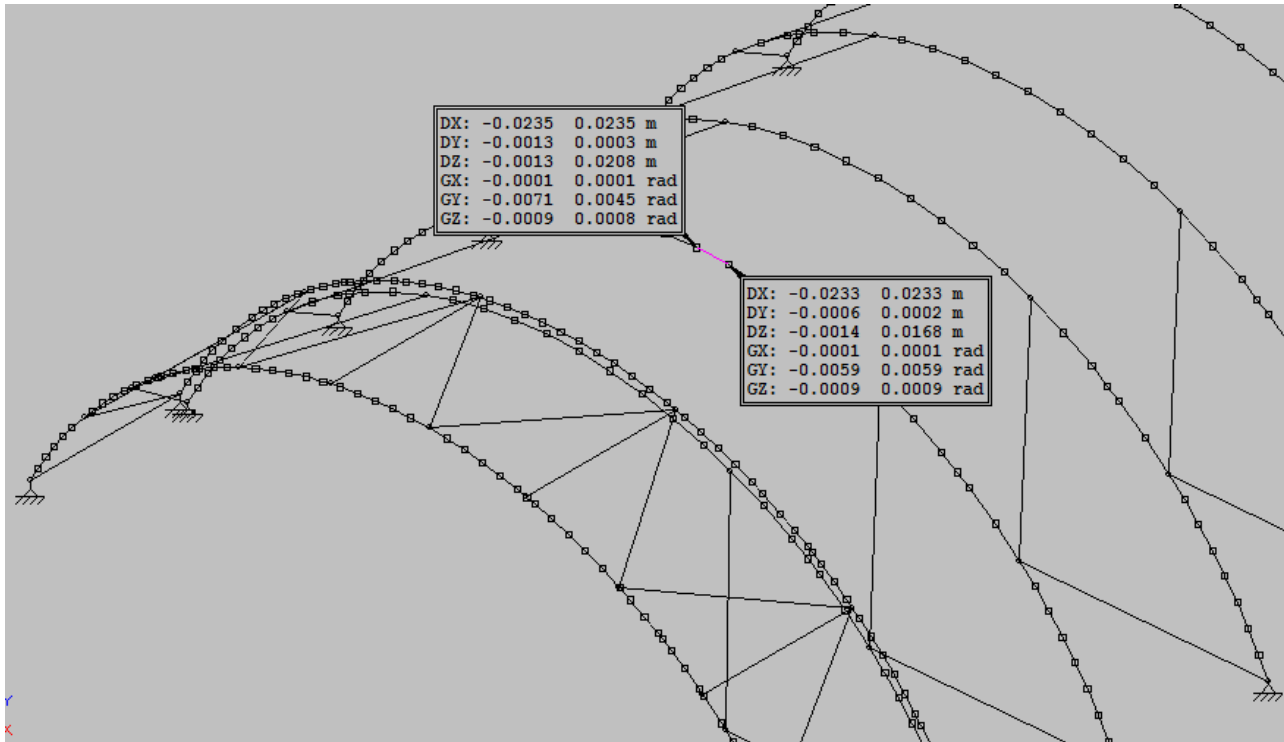 DX: -0.0235 0.0235 m
DY: -0.0013 0.0003 m
DZ: -0.0013 0.0208 m
GX: -0.0001 0.0001 rad
GY: -0.0071 0.0045 rad
GZ: -0.0009 0.0008 rad
DX: -0.0233 0.0233 m
DY: -0.0006 0.0002 m
DZ: -0.0014 0.0168 m
GX: -0.0001 0.0001 rad
GY: -0.0059 0.0059 rad
GZ: -0.0009 0.0009 rad
Y
X